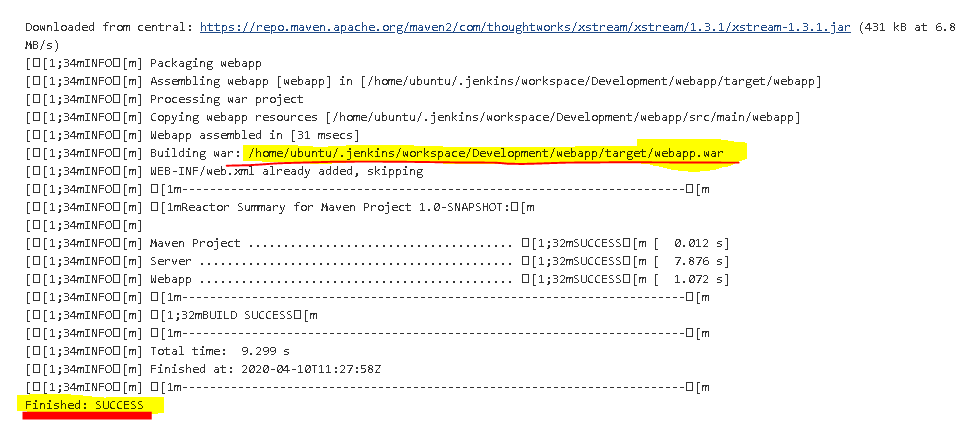 Downloaded from central: https://repo.maven.apache.org/maven2/com/thoughtworks/xstream/xstream/1.3.1/xstream-1.3.1.jar (431 kB at 6.8
MB/s)
[□[1;34mINFO□[m] Packaging webapp
[□[1;34mINFO□[m] Assembling webapp [webapp] in [/home/ubuntu/.jenkins/workspace/Development/webapp/target/webapp]
[□[1;34mINFO□[m] Processing war project
[□[1;34mINFO□[m] Copying webapp resources [/home/ubuntu/.jenkins/workspace/Development/webapp/src/main/webapp]
[□[1;34mINFO□[m] Webapp assembled in [31 msecs]
[□[1;34mINFO□[m] Building war: /home/ubuntu/.jenkins/workspace/Development/webapp/target/webapp.war
[□[1;34mINFO□[m] WEB-INF/web.xml already added, skipping
[□[1;34mINFO□[m] □[1m------------------------------------------------------------------------□[m
[□[1;34mINFO□[m] □[1mReactor Summary for Maven Project 1.0-SNAPSHOT:□[m
[□[1;34mINFO□[m]
[□[1;34mINFO□[m] Maven Project ...................................... □[1;32mSUCCESS□[m [  0.012 s]
[□[1;34mINFO□[m] Server ............................................. □[1;32mSUCCESS□[m [  7.876 s]
[□[1;34mINFO□[m] Webapp ............................................. □[1;32mSUCCESS□[m [  1.072 s]
[□[1;34mINFO□[m] □[1m------------------------------------------------------------------------□[m
[□[1;34mINFO□[m] □[1;32mBUILD SUCCESS□[m
[□[1;34mINFO□[m] □[1m------------------------------------------------------------------------□[m
[□[1;34mINFO□[m] Total time:  9.299 s
[□[1;34mINFO□[m] Finished at: 2020-04-10T11:27:58Z
[□[1;34mINFO□[m] □[1m------------------------------------------------------------------------□[m
Finished: SUCCESS